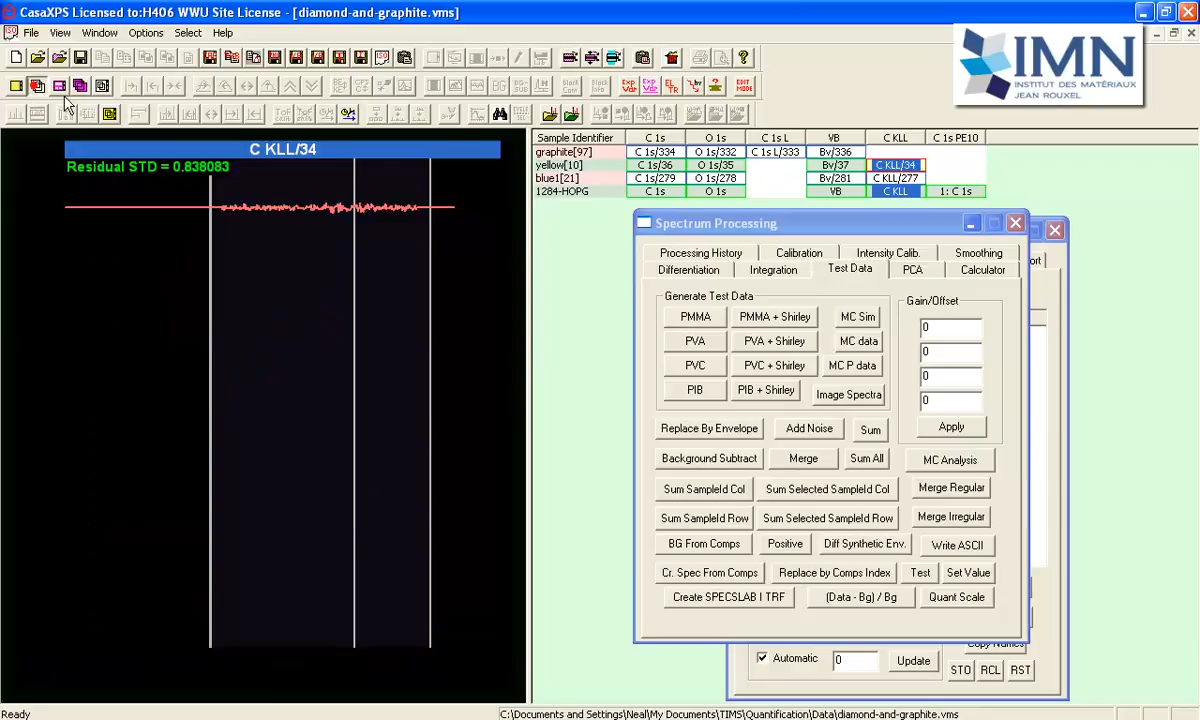 CasaXPS Licensed to:H406 WWU Site License - [diamond-and-graphite.vms]
File View Window Options Select Help
IMN
INSTITUT DES MATÉRIAUX
JEAN ROUXEL
C KLL/34
Residual STD = 0.838083
Sample Identifier C 1s O 1s C 1s L VB C KLL C 1s PE10
graphite[97] C 1s/334 O 1s/332 C 1s L/333 Bv/336
yellow[10] C 1s/36 O 1s/35 Bv/37 C KLL/34
blue1[21] C 1s/279 O 1s/278 Bv/281 C KLL/277
1284-HOPG C 1s O 1s VB C KLL 1: C 1s
Spectrum Processing
Processing History Calibration Intensity Calib. Smoothing
Differentiation Integration Test Data PCA Calculator
Generate Test Data
PMMA PMMA + Shirley MC Sim
PVA PVA + Shirley MC data
PVC PVC + Shirley MC P data
PIB PIB + Shirley Image Spectra
Gain/Offset
0
0
0
0
Apply
Replace By Envelope Add Noise Sum
Background Subtract Merge Sum All MC Analysis
Sum SampleId Col Sum Selected SampleId Col Merge Regular
Sum SampleId Row Sum Selected SampleId Row Merge Irregular
BG From Comps Positive Diff Synthetic Env. Write ASCII
Cr. Spec From Comps Replace by Comps Index Test Set Value
Create SPECSLAB I TRF (Data - Bg) / Bg Quant Scale
Copy Names
Automatic 0 Update STO RCL RST
Ready C:\Documents and Settings\Neal\My Documents\TIMS\Quantification\Data\diamond-and-graphite.vms